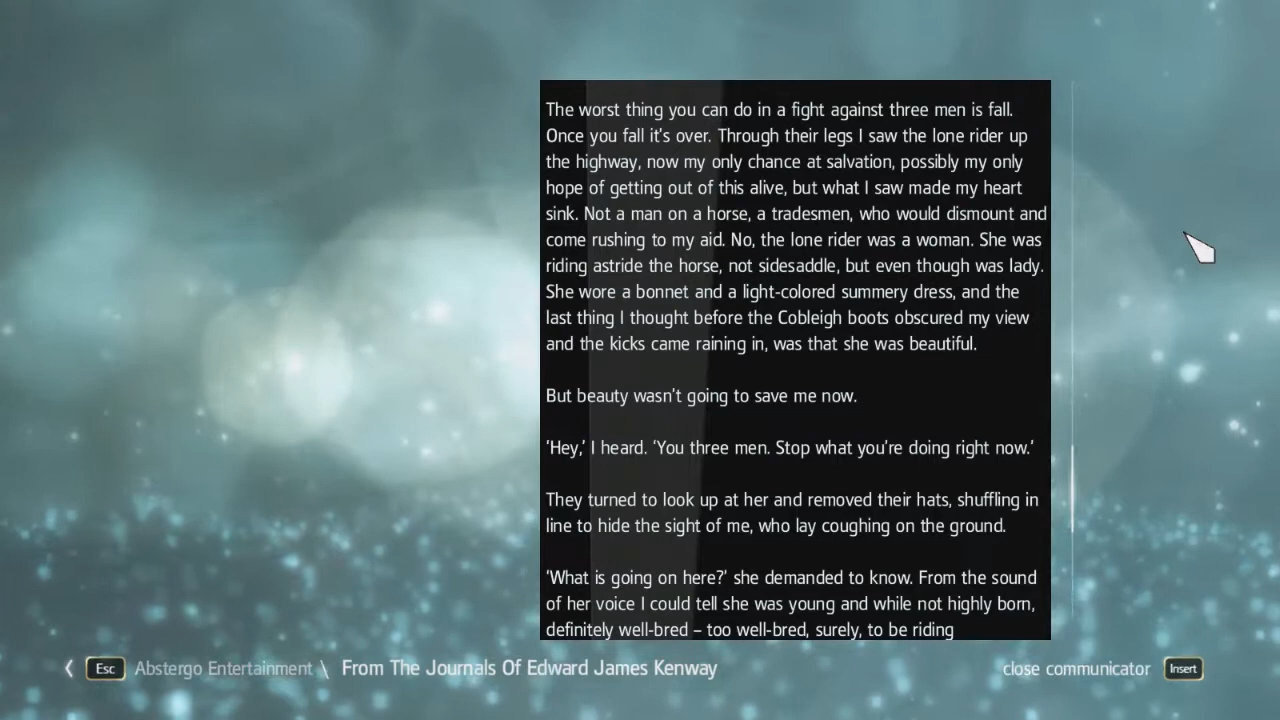 The worst thing you can do in a fight against three men is fall.
Once you fall it's over. Through their legs I saw the lone rider up
the highway, now my only chance at salvation, possibly my only
hope of getting out of this alive, but what I saw made my heart
sink. Not a man on a horse, a tradesmen, who would dismount and
come rushing to my aid. No, the lone rider was a woman. She was
riding astride the horse, not sidesaddle, but even though was lady.
She wore a bonnet and a light-colored summery dress, and the
last thing I thought before the Cobleigh boots obscured my view
and the kicks came raining in, was that she was beautiful.
But beauty wasn't going to save me now.
'Hey,' I heard. 'You three men. Stop what you're doing right now.'
They turned to look up at her and removed their hats, shuffling in
line to hide the sight of me, who lay coughing on the ground.
'What is going on here?' she demanded to know. From the sound
of her voice I could tell she was young and while not highly born,
definitely well-bred – too well-bred, surely, to be riding
Esc Abstergo Entertainment \ From The Journals Of Edward James Kenway close communicator Insert